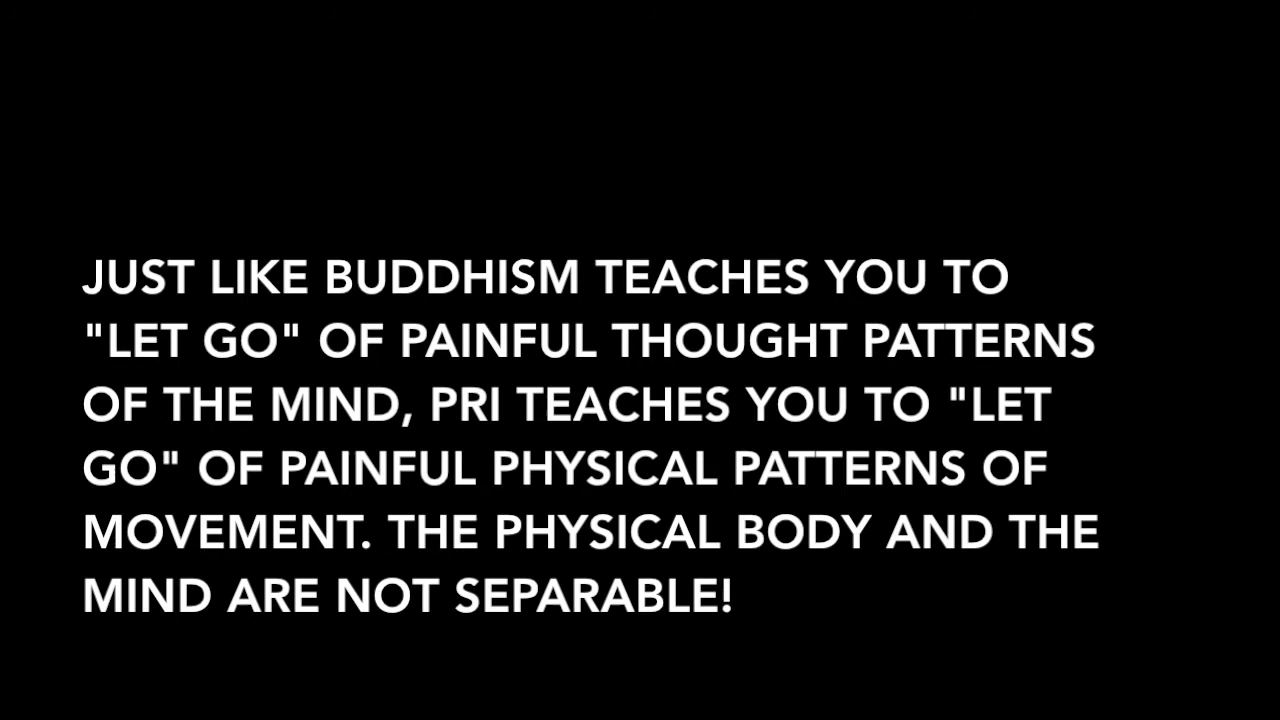 JUST LIKE BUDDHISM TEACHES YOU TO
"LET GO" OF PAINFUL THOUGHT PATTERNS
OF THE MIND, PRI TEACHES YOU TO "LET
GO" OF PAINFUL PHYSICAL PATTERNS OF
MOVEMENT. THE PHYSICAL BODY AND THE
MIND ARE NOT SEPARABLE!